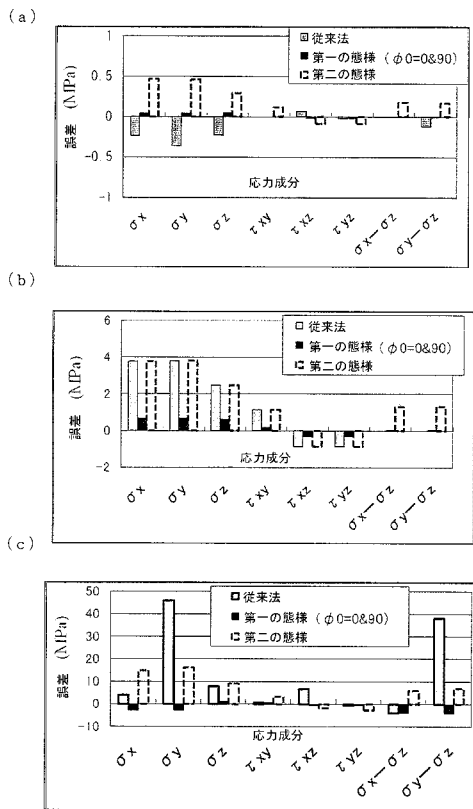 (a)
従来法
第一の態様 (φ0=0&90)
第二の態様
誤差 (MPa)
1
0.5
0
-0.5
-1
応力成分
σx
σy
σz
τxy
τxz
τyz
σx－σz
σy－σz
(b)
従来法
第一の態様 (φ0=0&90)
第二の態様
誤差 (MPa)
6
4
2
0
-2
応力成分
σx
σy
σz
τxy
τxz
τyz
σx－σz
σy－σz
(c)
従来法
第一の態様 (φ0=0&90)
第二の態様
誤差 (MPa)
50
40
30
20
10
0
-10
応力成分
σx
σy
σz
τxy
τxz
τyz
σx－σz
σy－σz